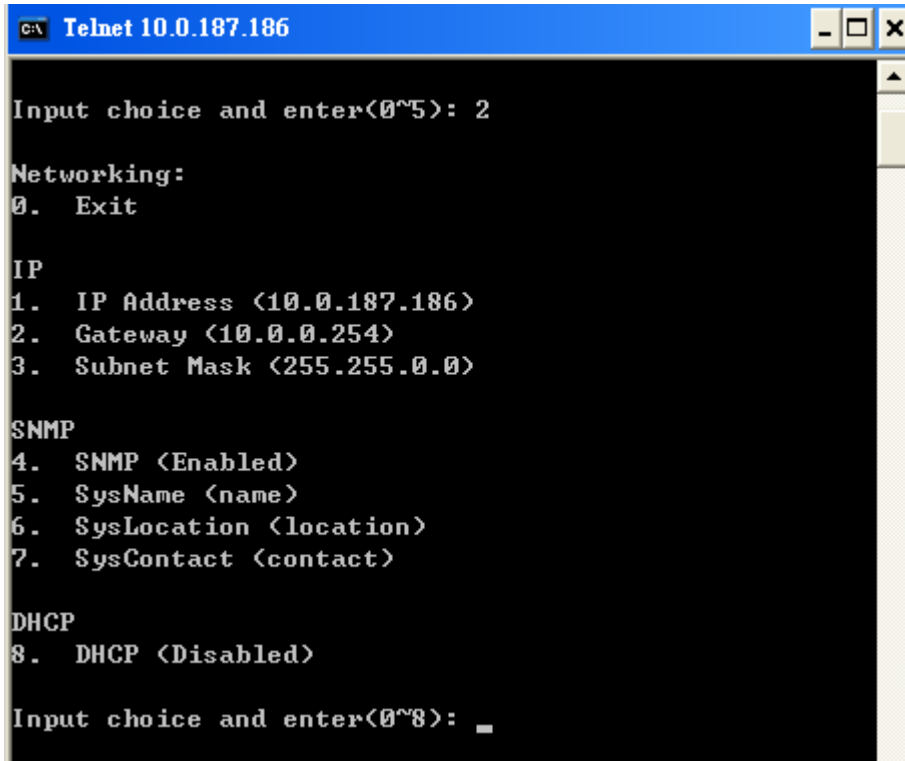 Telnet 10.0.187.186
Input choice and enter(0~5): 2
Networking:
0. Exit
IP
1. IP Address (10.0.187.186)
2. Gateway (10.0.0.254)
3. Subnet Mask (255.255.0.0)
SNMP
4. SNMP (Enabled)
5. SysName (name)
6. SysLocation (location)
7. SysContact (contact)
DHCP
8. DHCP (Disabled)
Input choice and enter(0~8): _